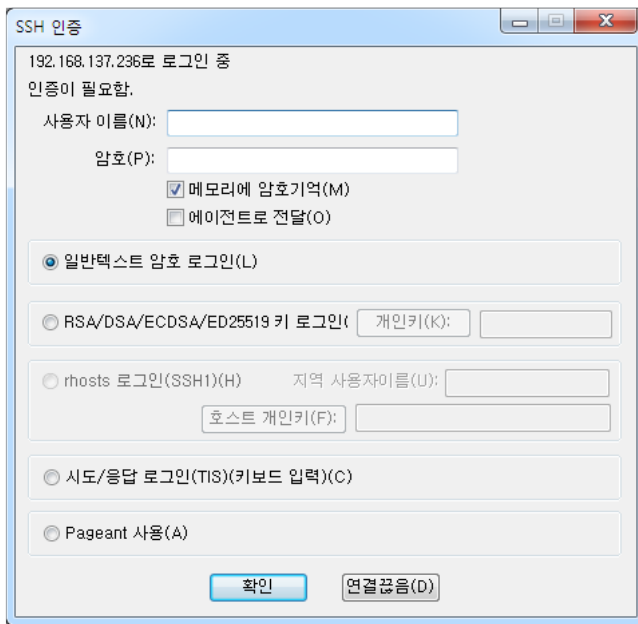 SSH 인증
192.168.137.236로 로그인 중
인증이 필요함.
사용자 이름(N):
암호(P):
메모리에 암호기억(M)
에이전트로 전달(O)
일반텍스트 암호 로그인(L)
RSA/DSA/ECDSA/ED25519 키 로그인( 개인키(K):
rhosts 로그인(SSH1)(H) 지역 사용자이름(U):
호스트 개인키(F):
시도/응답 로그인(TIS)(키보드 입력)(C)
Pageant 사용(A)
확인 연결끊음(D)